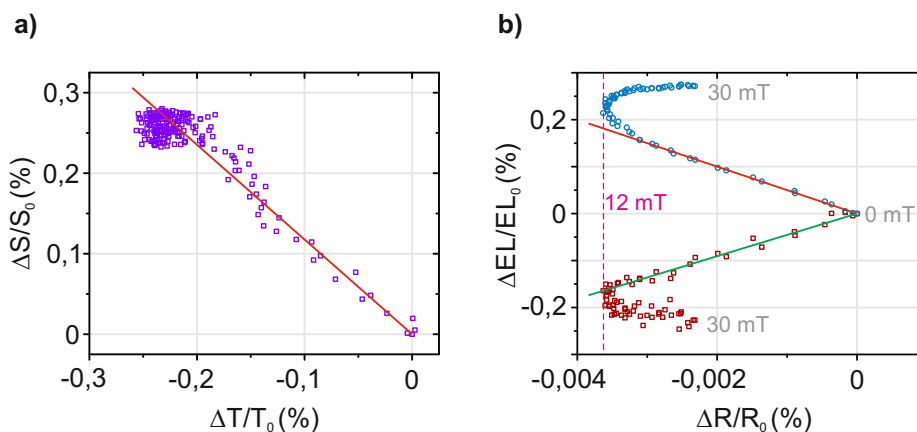 a)
b)
0,3
0,2
0,1
0
ΔS/S₀ (%)
-0,3
-0,2
-0,1
0
ΔT/T₀ (%)
0,2
0
-0,2
ΔEL/EL₀ (%)
30 mT
12 mT
0 mT
30 mT
-0,004
-0,002
0
ΔR/R₀ (%)